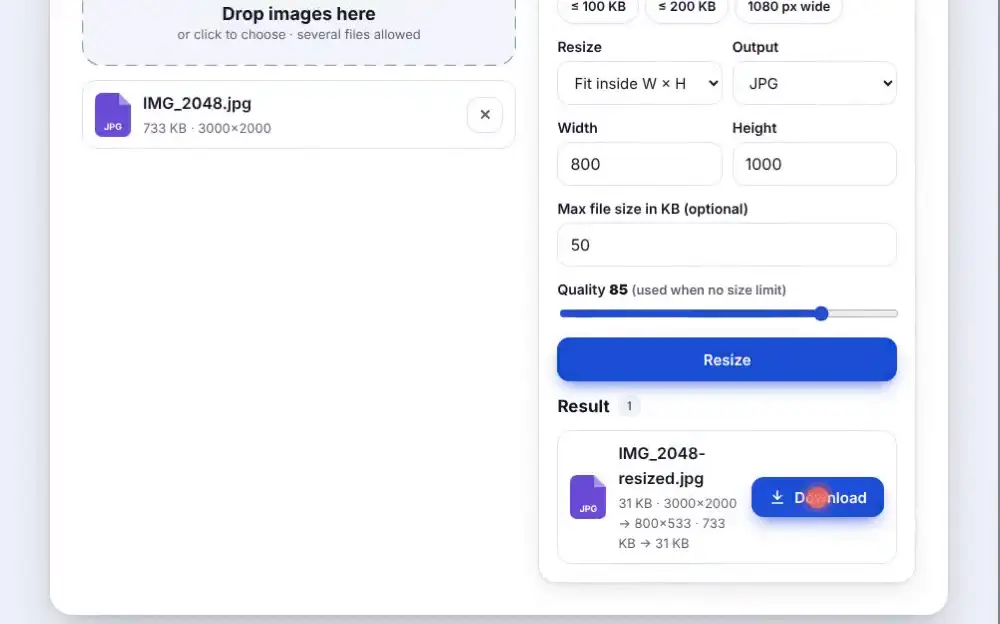 Drop images here
or click to choose · several files allowed
JPG
IMG_2048.jpg
733 KB · 3000×2000
✕
≤ 100 KB
≤ 200 KB
1080 px wide
Resize
Output
Fit inside W × H
JPG
Width
Height
800
1000
Max file size in KB (optional)
50
Quality 85 (used when no size limit)
Resize
Result 1
JPG
IMG_2048-
resized.jpg
31 KB · 3000×2000
→ 800×533 · 733
KB → 31 KB
Download